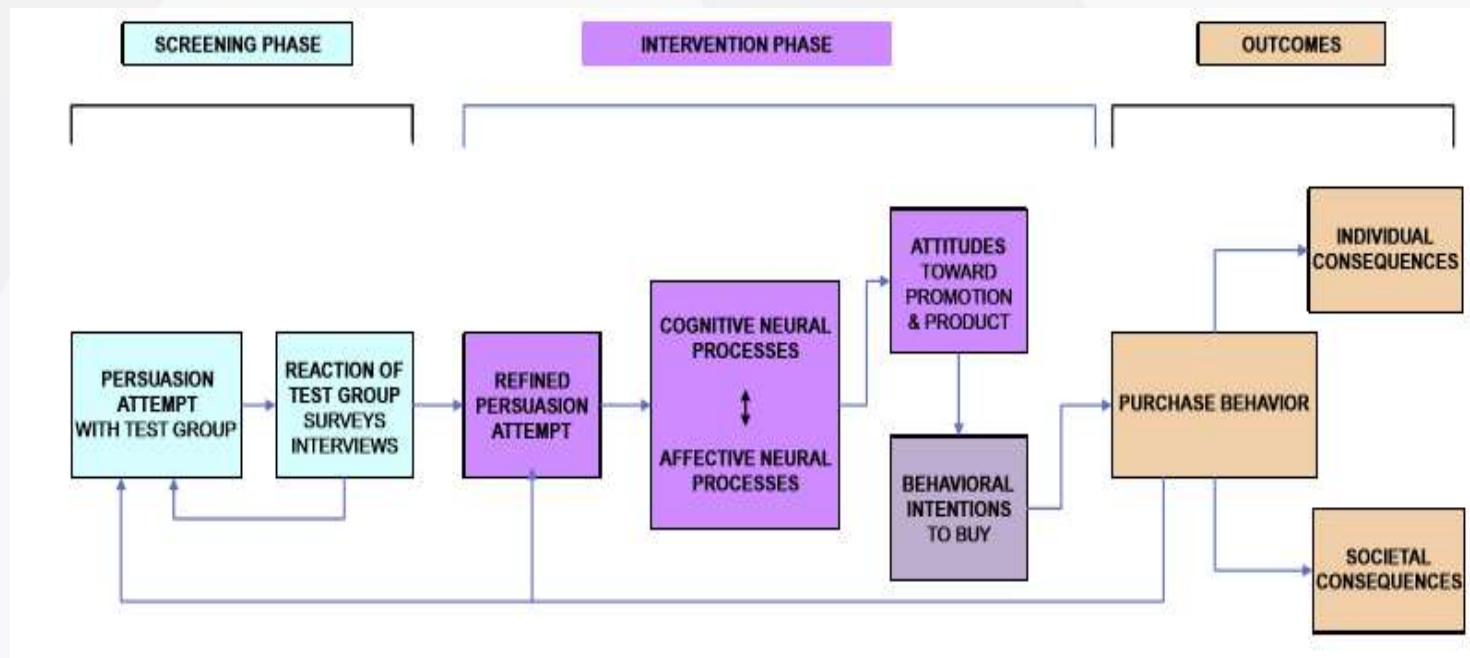 SCREENING PHASE
INTERVENTION PHASE
OUTCOMES
PERSUASION
ATTEMPT
WITH TEST GROUP
REACTION OF
TEST GROUP
SURVEYS
INTERVIEWS
REFINED
PERSUASION
ATTEMPT
COGNITIVE NEURAL
PROCESSES
AFFECTIVE NEURAL
PROCESSES
ATTITUDES
TOWARD
PROMOTION
& PRODUCT
BEHAVIORAL
INTENTIONS
TO BUY
PURCHASE BEHAVIOR
INDIVIDUAL
CONSEQUENCES
SOCIETAL
CONSEQUENCES